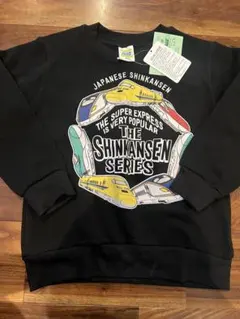 JAPANESE SHINKANSEN
THE SUPER EXPRESS
IS VERY POPULAR
THE
SHINKANSEN
SERIES